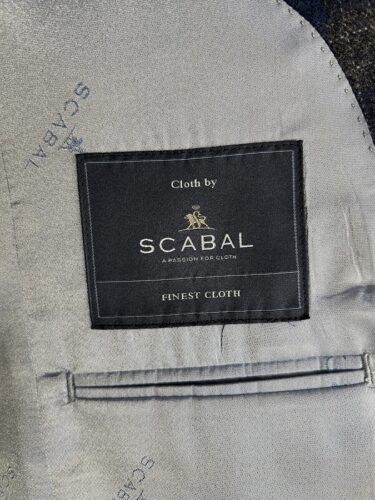 SCABAL
Cloth by
SCABAL
A PASSION FOR CLOTH
FINEST CLOTH
SCABAL